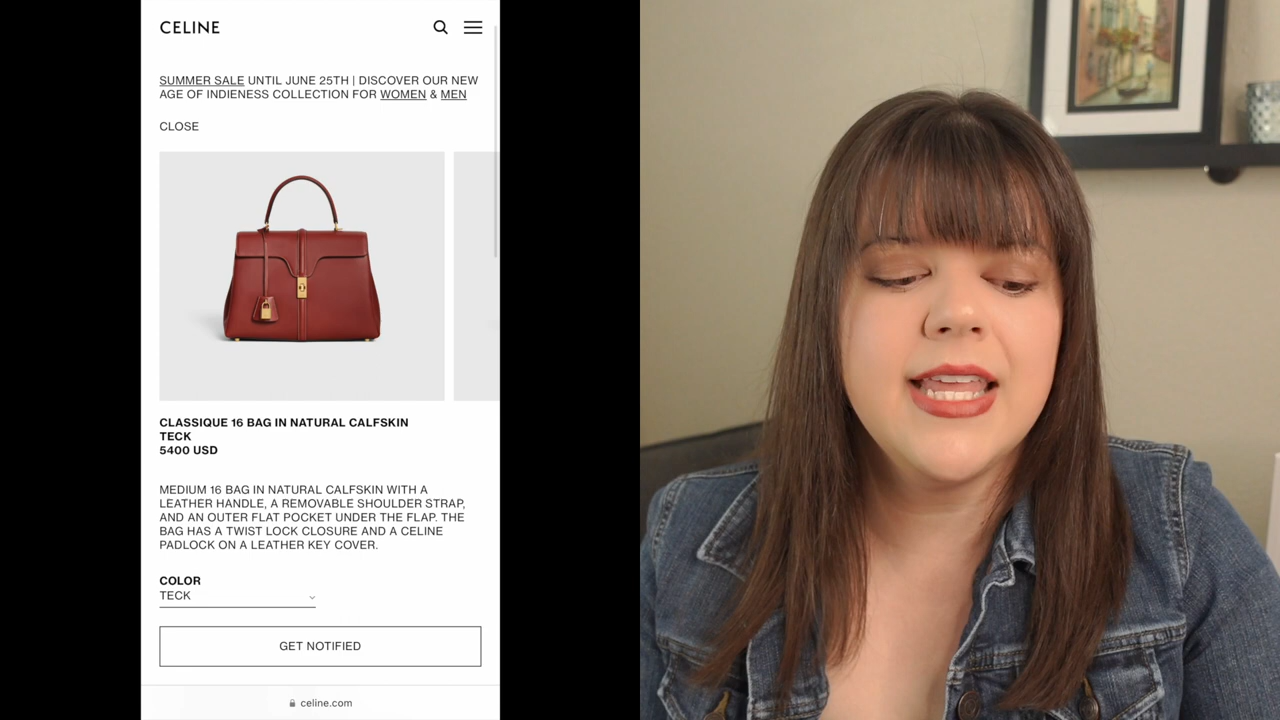 CELINE
SUMMER SALE UNTIL JUNE 25TH | DISCOVER OUR NEW
AGE OF INDIENESS COLLECTION FOR WOMEN & MEN
CLOSE
CLASSIQUE 16 BAG IN NATURAL CALFSKIN
TECK
5400 USD
MEDIUM 16 BAG IN NATURAL CALFSKIN WITH A
LEATHER HANDLE, A REMOVABLE SHOULDER STRAP,
AND AN OUTER FLAT POCKET UNDER THE FLAP. THE
BAG HAS A TWIST LOCK CLOSURE AND A CELINE
PADLOCK ON A LEATHER KEY COVER.
COLOR
TECK
GET NOTIFIED
celine.com